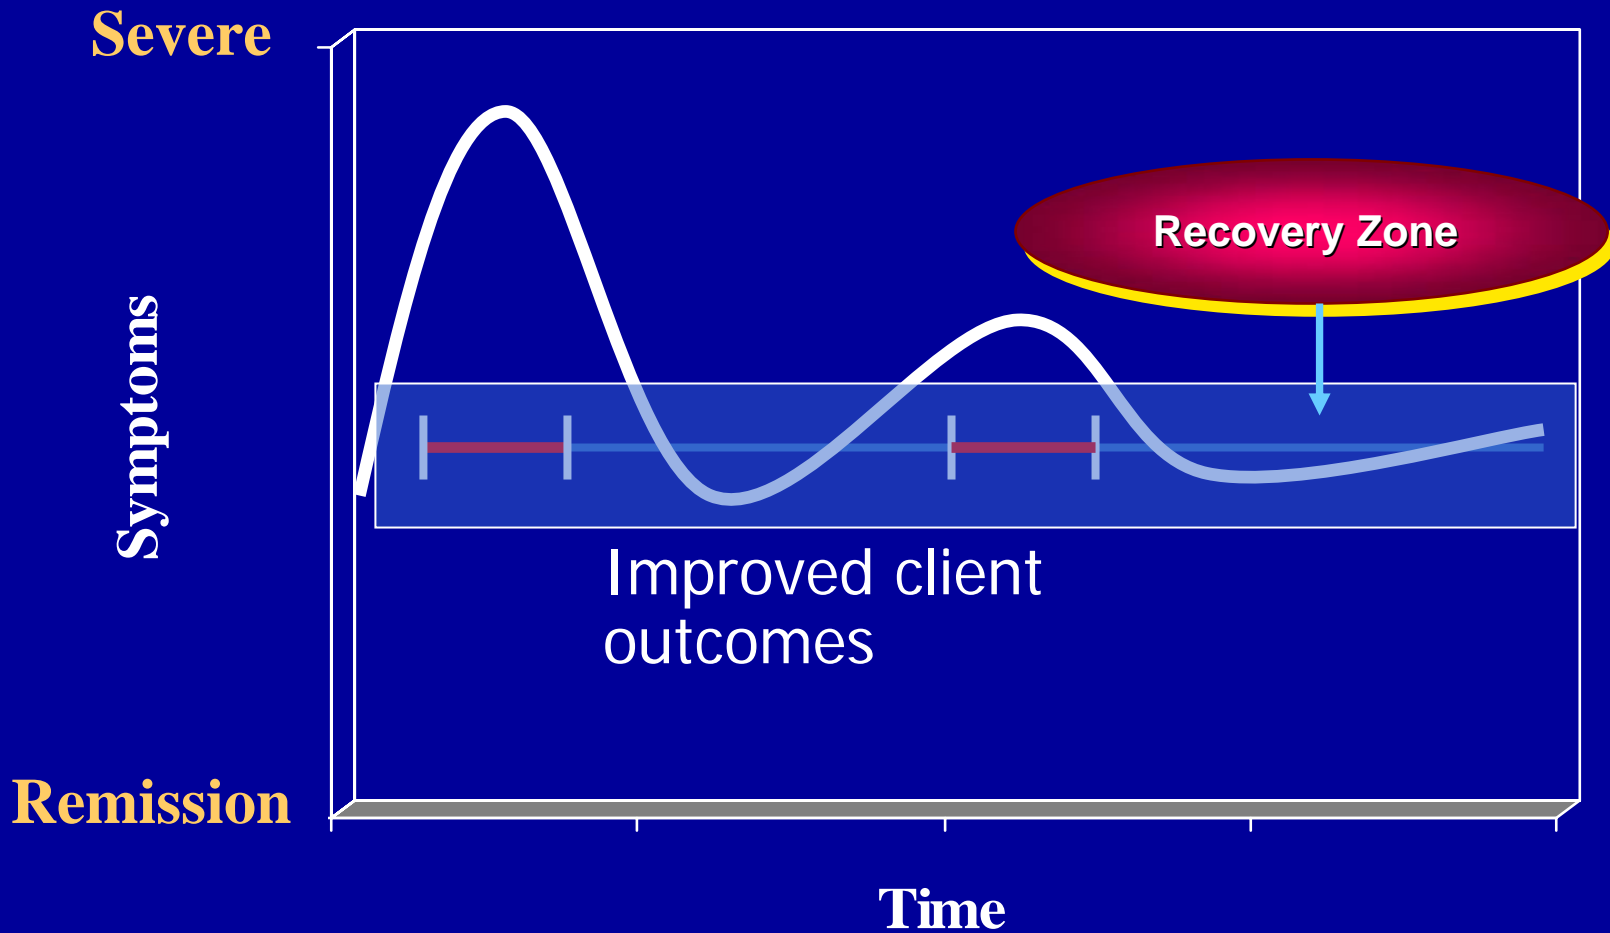 Severe
Recovery Zone
Symptoms
Improved client
outcomes
Remission
Time